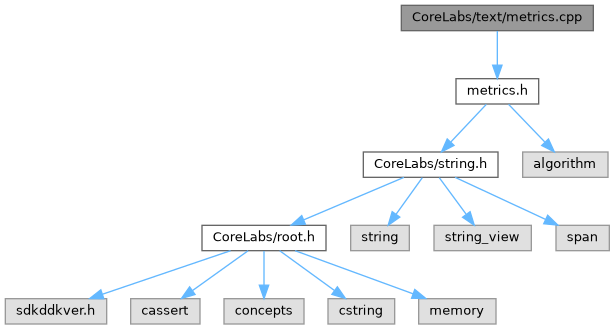 CoreLabs/text/metrics.cpp
metrics.h
CoreLabs/string.h
algorithm
CoreLabs/root.h
string
string_view
span
sdkddkver.h
cassert
concepts
cstring
memory